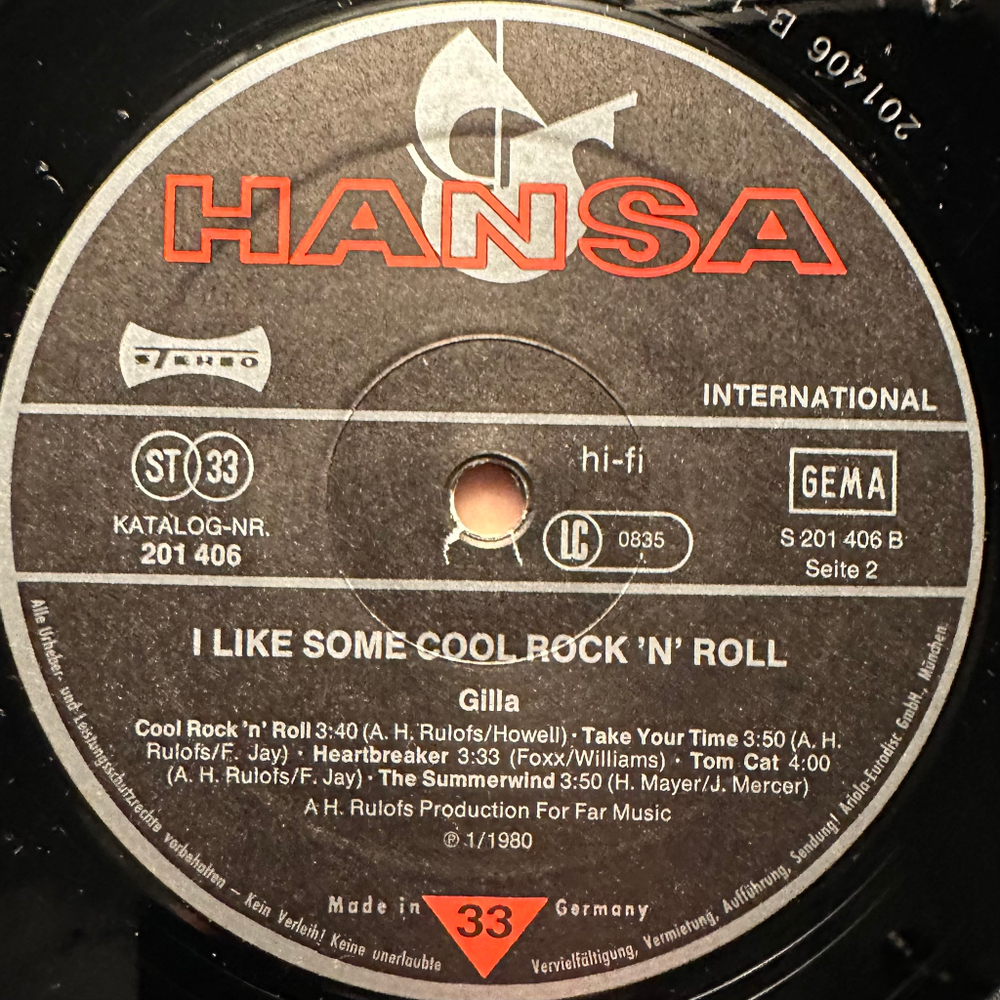 201406 B-1
HANSA
STEREO
INTERNATIONAL
ST 33
hi-fi
GEMA
KATALOG-NR.
201 406
LC 0835
S 201 406 B
Seite 2
I LIKE SOME COOL ROCK 'N' ROLL
Gilla
Cool Rock 'n' Roll 3:40 (A. H. Rulofs/Howell) · Take Your Time 3:50 (A. H.
Rulofs/F. Jay) · Heartbreaker 3:33 (Foxx/Williams) · Tom Cat 4:00
(A. H. Rulofs/F. Jay) · The Summerwind 3:50 (H. Mayer/J. Mercer)
A H. Rulofs Production For Far Music
℗ 1/1980
Made in 33 Germany
Alle Urheber- und Leistungsschutzrechte vorbehalten – Kein Verleih! Keine unerlaubte Vervielfältigung, Vermietung, Aufführung, Sendung! Ariola-Eurodisc GmbH., München.